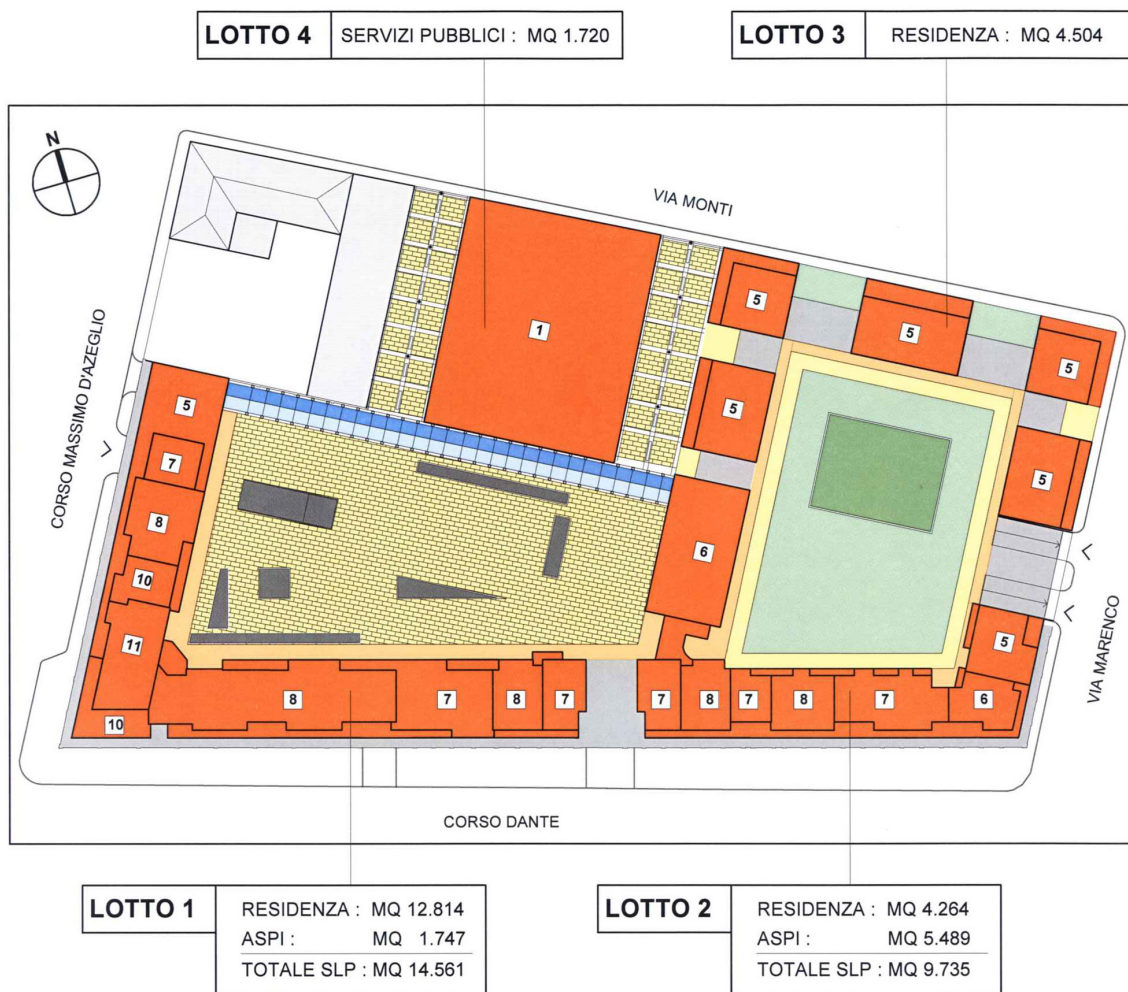 LOTTO 4
SERVIZI PUBBLICI : MQ 1.720
LOTTO 3
RESIDENZA : MQ 4.504
N
VIA MONTI
5
5
5
1
5
5
CORSO MASSIMO D'AZEGLIO
5
7
8
10
11
10
6
5
6
VIA MARENCO
8
7
8
7
7
8
7
8
7
CORSO DANTE
LOTTO 1
RESIDENZA : MQ 12.814
ASPI : MQ 1.747
TOTALE SLP : MQ 14.561
LOTTO 2
RESIDENZA : MQ 4.264
ASPI : MQ 5.489
TOTALE SLP : MQ 9.735